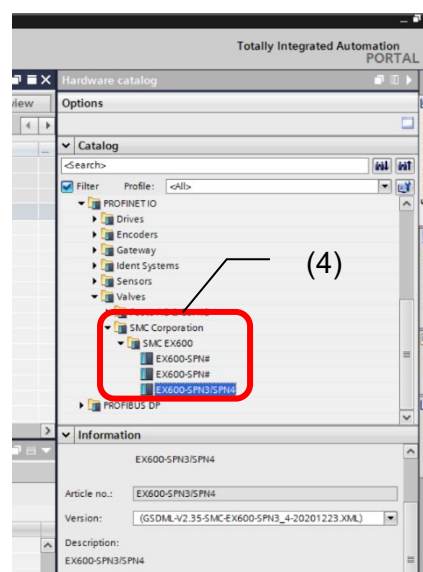 Totally Integrated Automation
PORTAL
Hardware catalog
Options
Catalog
<Search>
Filter Profile: <All>
PROFINET IO
Drives
Encoders
Gateway
Ident Systems
(4)
Sensors
Valves
SMC Corporation
SMC EX600
EX600-SPN#
EX600-SPN#
EX600-SPN3/SPN4
PROFIBUS DP
Information
EX600-SPN3/SPN4
Article no.: EX600-SPN3/SPN4
Version: (GSDML-V2.35-SMC-EX600-SPN3_4-20201223.XML)
Description:
EX600-SPN3/SPN4